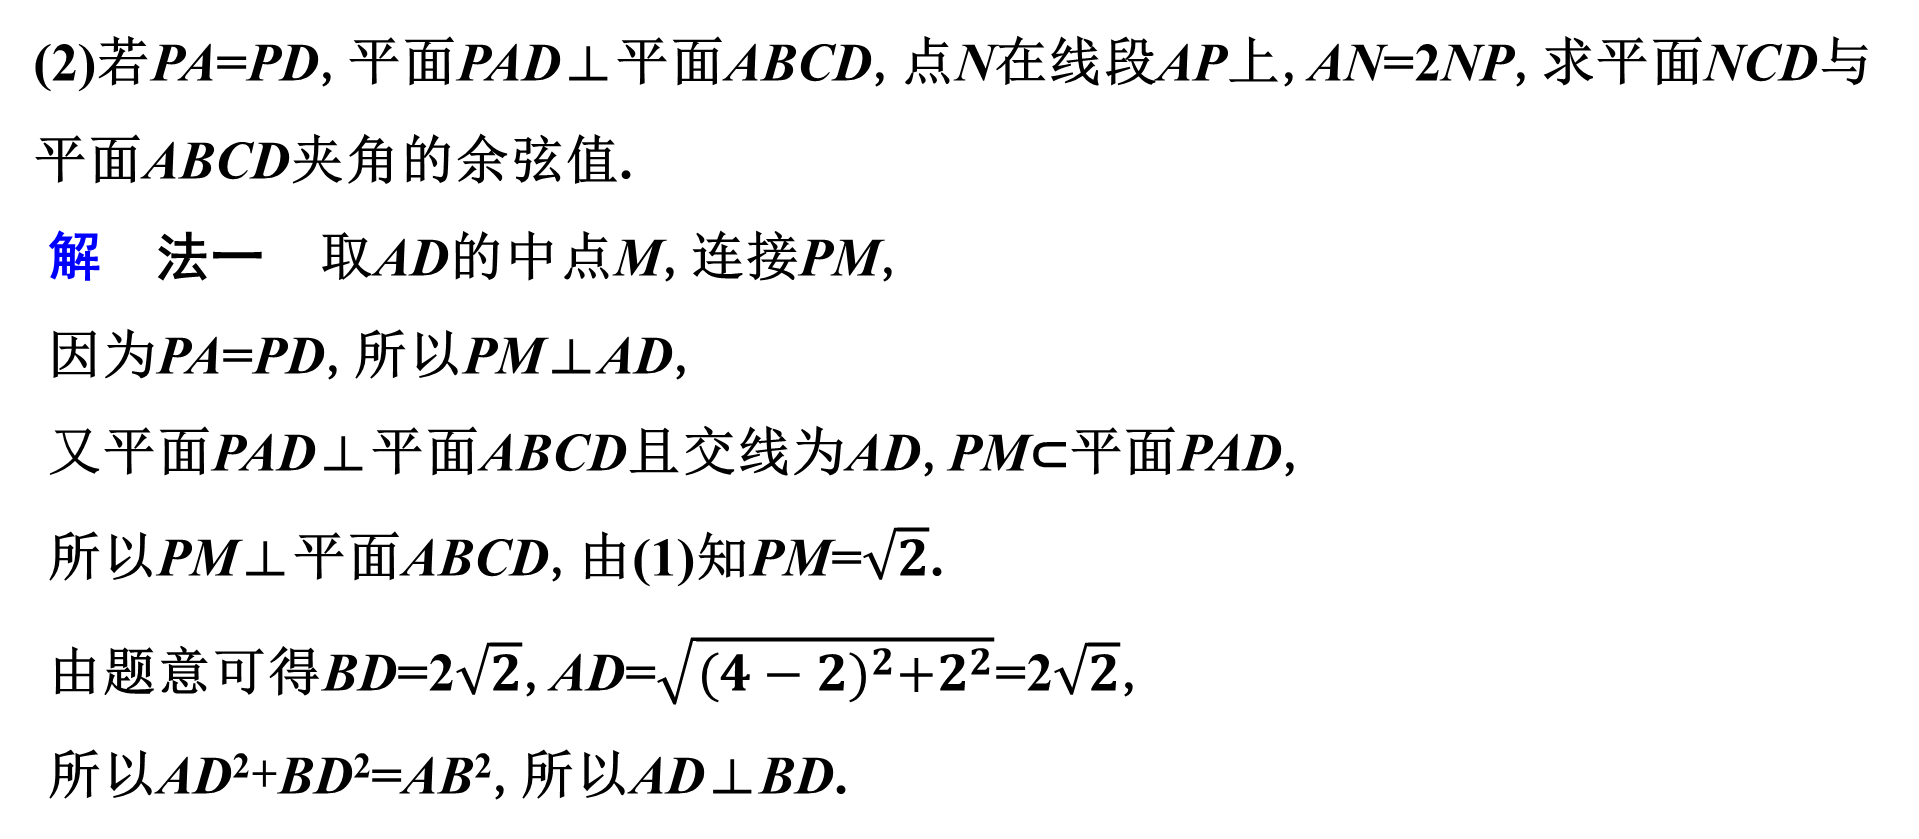 (2)若PA=PD, 平面PAD⊥平面ABCD, 点N在线段AP上, AN=2NP, 求平面NCD与
平面ABCD夹角的余弦值.
解 法一 取AD的中点M, 连接PM,
因为PA=PD, 所以PM⊥AD,
又平面PAD⊥平面ABCD且交线为AD, PM⊂平面PAD,
所以PM⊥平面ABCD, 由(1)知PM=√2.
由题意可得BD=2√2, AD=√((4－2)²+2²)=2√2,
所以AD²+BD²=AB², 所以AD⊥BD.